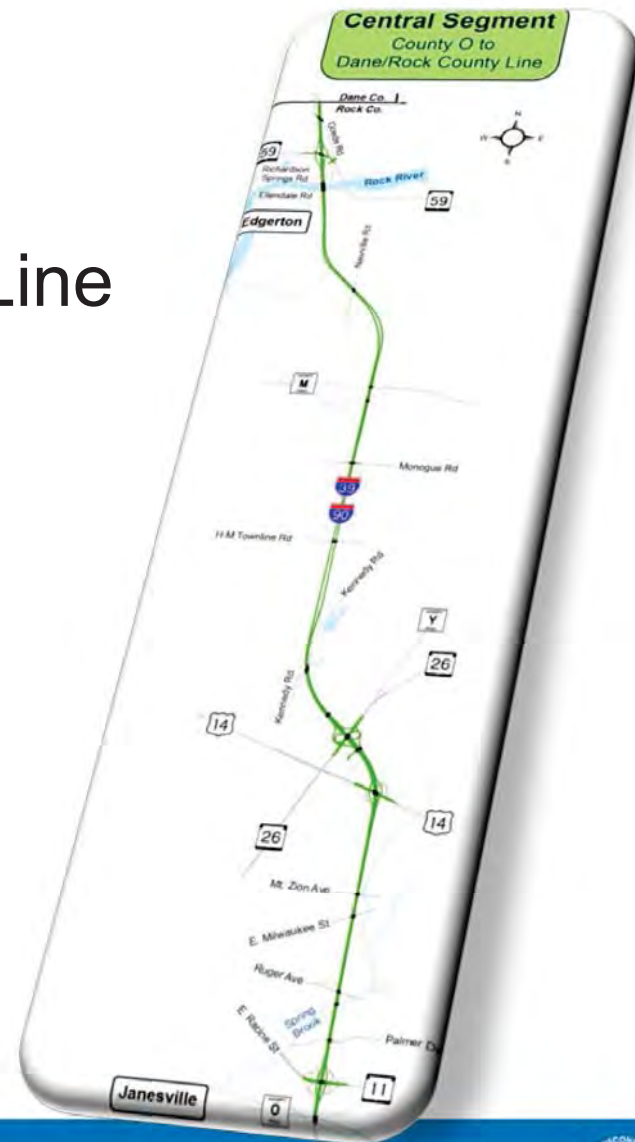 Central Segment
County O to
Dane/Rock County Line
Dane Co.
Rock Co.
N
W
E
S
59
Richardson
Springs Rd
Rock River
Ellendale Rd
59
Edgerton
Line
Newville Rd
M
Manogue Rd
39
90
H-M Townline Rd
Kennedy Rd
Y
26
Kennedy Rd
14
14
26
Mt. Zion Ave
E. Milwaukee St
Ruger Ave
Spring
Brook
E. Racine St
Palmer Dr
11
Janesville
O